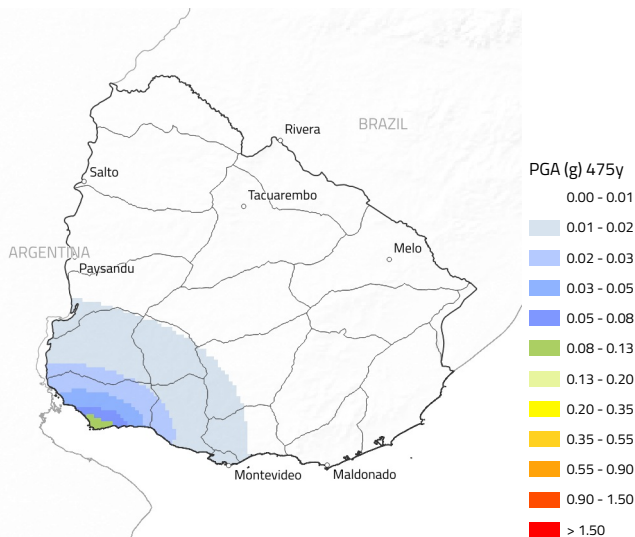 Rivera
BRAZIL
Salto
Tacuarembo
ARGENTINA
Paysandu
Melo
Montevideo
Maldonado
PGA (g) 475y
0.00 - 0.01
0.01 - 0.02
0.02 - 0.03
0.03 - 0.05
0.05 - 0.08
0.08 - 0.13
0.13 - 0.20
0.20 - 0.35
0.35 - 0.55
0.55 - 0.90
0.90 - 1.50
> 1.50